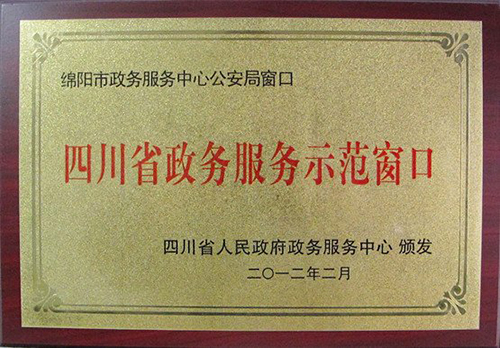 绵阳市政务服务中心公安局窗口
四川省政务服务示范窗口
四川省人民政府政务服务中心 颁发
二〇一二年二月